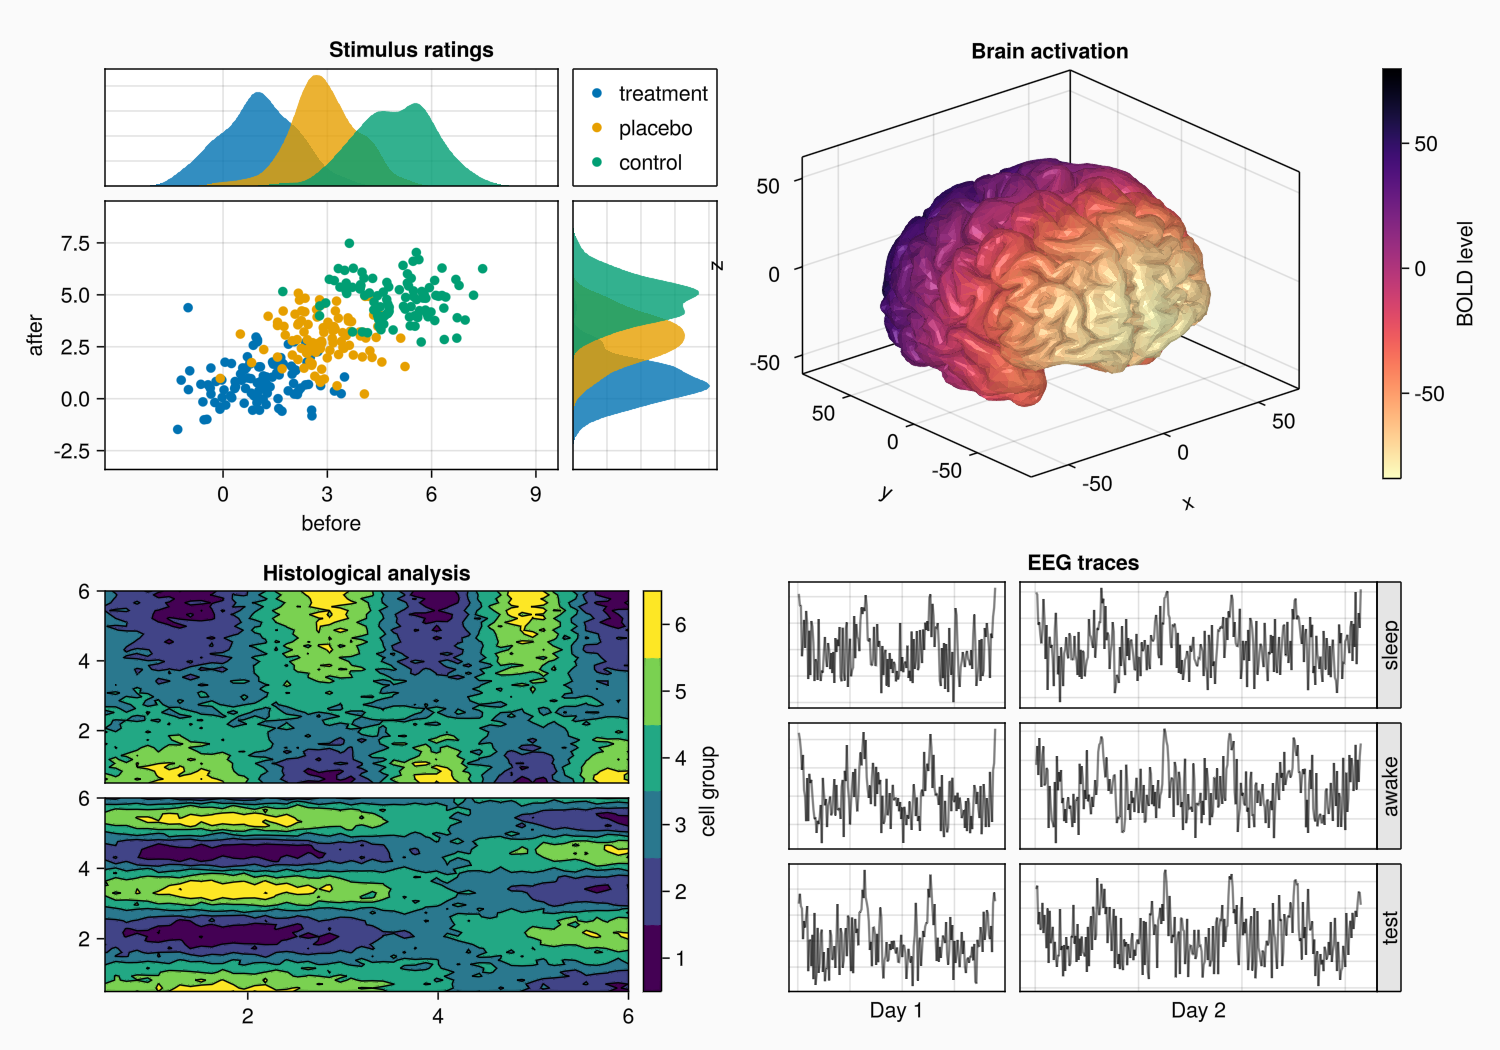 Stimulus ratings
treatment
placebo
control
7.5
5.0
2.5
0.0
-2.5
after
0
3
6
9
before
Brain activation
50
0
-50
z
50
0
-50
y
-50
0
50
x
50
0
-50
BOLD level
Histological analysis
6
4
2
6
4
2
2
4
6
6
5
4
3
2
1
cell group
EEG traces
sleep
awake
test
Day 1
Day 2